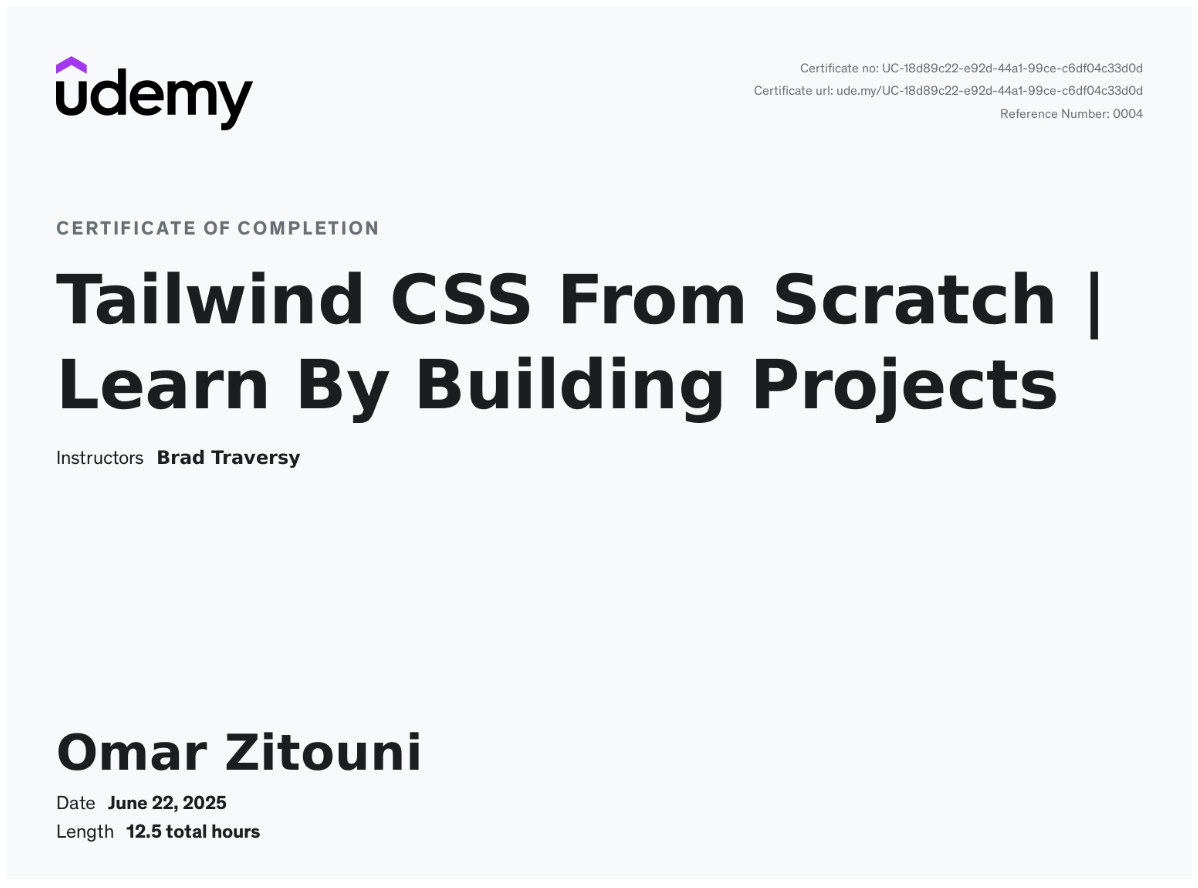 udemy
Certificate no: UC-18d89c22-e92d-44a1-99ce-c6df04c33d0d
Certificate url: ude.my/UC-18d89c22-e92d-44a1-99ce-c6df04c33d0d
Reference Number: 0004
CERTIFICATE OF COMPLETION
Tailwind CSS From Scratch |
Learn By Building Projects
Instructors Brad Traversy
Omar Zitouni
Date June 22, 2025
Length 12.5 total hours